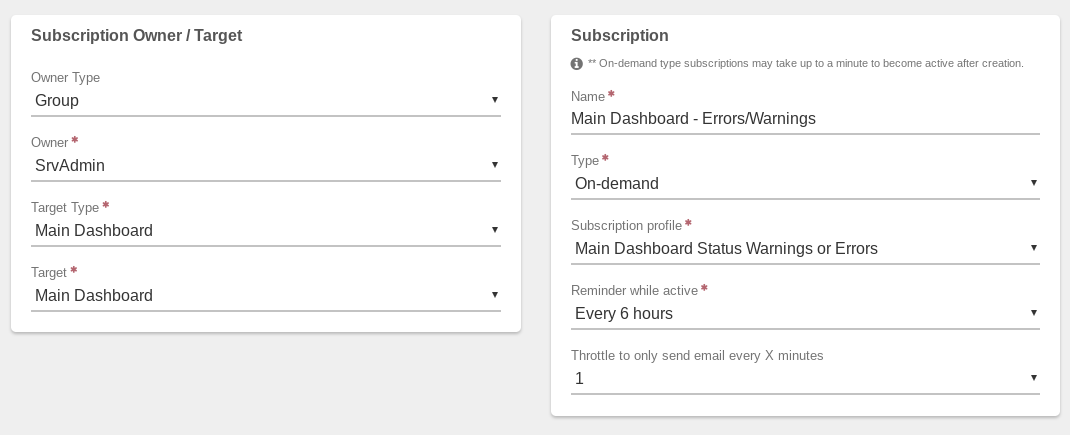 Subscription Owner / Target
Owner Type
Group
Owner *
SrvAdmin
Target Type *
Main Dashboard
Target *
Main Dashboard
Subscription
** On-demand type subscriptions may take up to a minute to become active after creation.
Name *
Main Dashboard - Errors/Warnings
Type *
On-demand
Subscription profile *
Main Dashboard Status Warnings or Errors
Reminder while active *
Every 6 hours
Throttle to only send email every X minutes
1